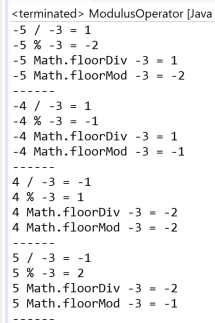 <terminated> ModulusOperator [Java
-5 / -3 = 1
-5 % -3 = -2
-5 Math.floorDiv -3 = 1
-5 Math.floorMod -3 = -2
------
-4 / -3 = 1
-4 % -3 = -1
-4 Math.floorDiv -3 = 1
-4 Math.floorMod -3 = -1
------
4 / -3 = -1
4 % -3 = 1
4 Math.floorDiv -3 = -2
4 Math.floorMod -3 = -2
------
5 / -3 = -1
5 % -3 = 2
5 Math.floorDiv -3 = -2
5 Math.floorMod -3 = -1
------